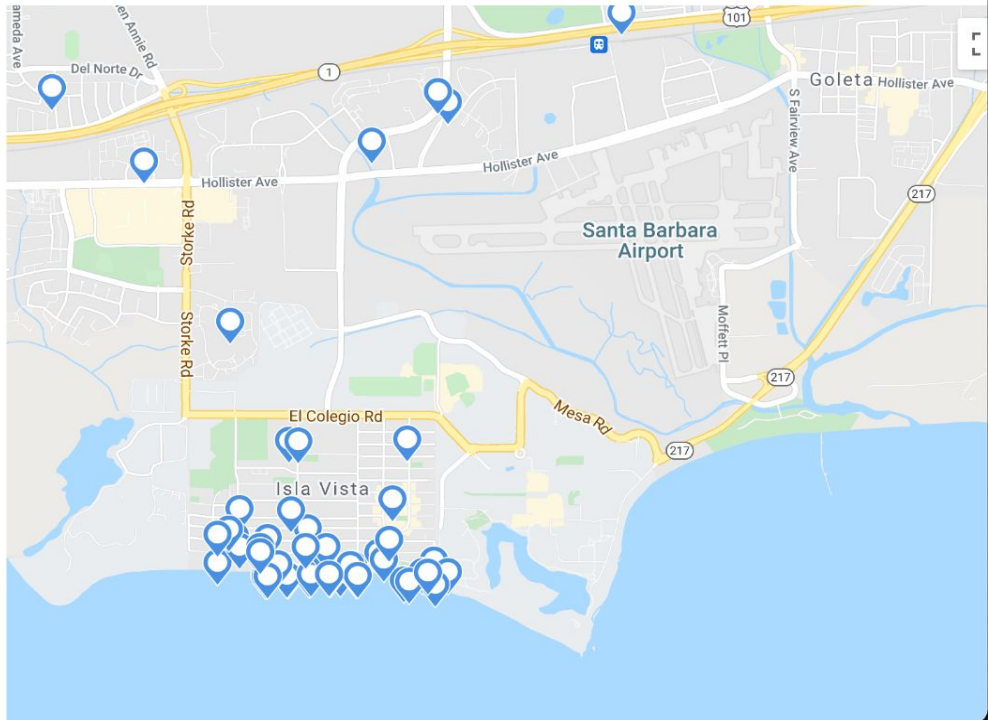 101
ameda Ave
en Annie Rd
Del Norte Dr
1
Goleta
Hollister Ave
S Fairview Ave
Hollister Ave
Hollister Ave
217
Storke Rd
Santa Barbara
Airport
Storke Rd
Moffett Pl
217
El Colegio Rd
Mesa Rd
217
Isla Vista